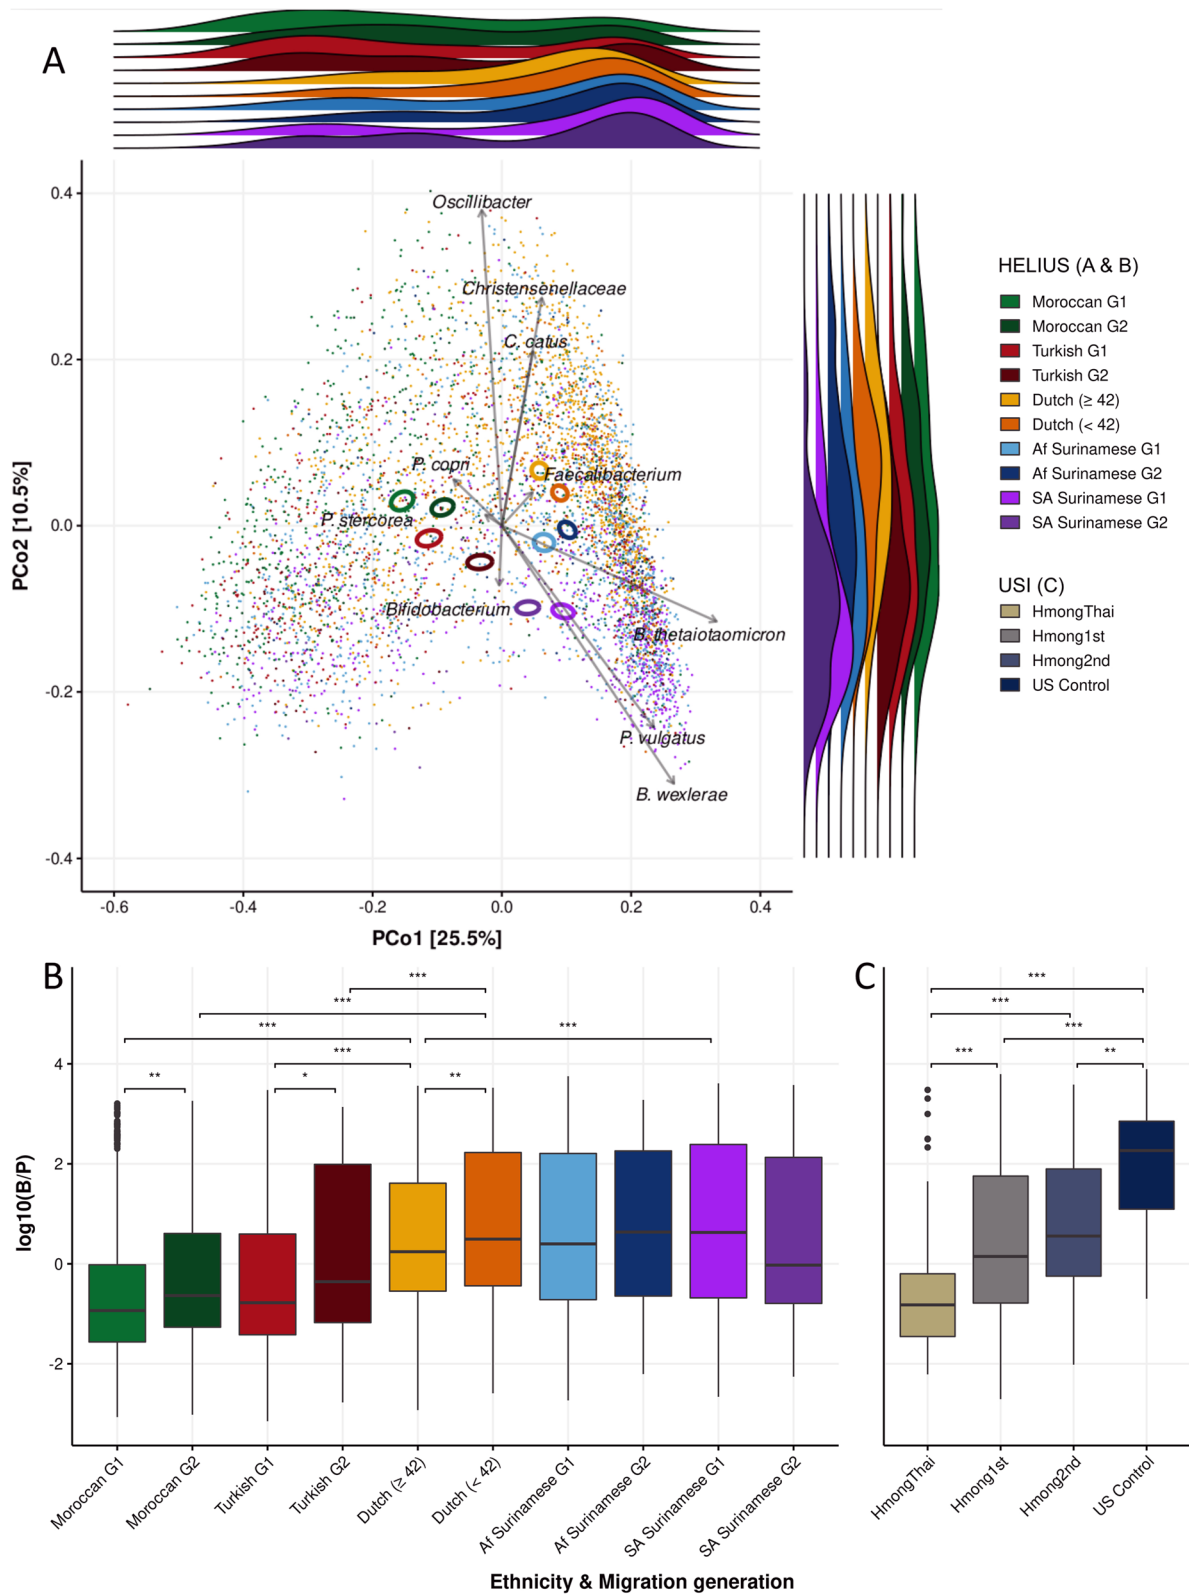 A
Oscillibacter
Christensenellaceae
C. catus
P. copri
Faecalibacterium
P. stercorea
Bifidobacterium
B. thetaiotaomicron
P. vulgatus
B. wexlerae
0.4
0.2
0.0
-0.2
-0.4
PCo2 [10.5%]
-0.6
-0.4
-0.2
0.0
0.2
0.4
PCo1 [25.5%]
HELIUS (A & B)
Moroccan G1
Moroccan G2
Turkish G1
Turkish G2
Dutch (≥ 42)
Dutch (< 42)
Af Surinamese G1
Af Surinamese G2
SA Surinamese G1
SA Surinamese G2
USI (C)
HmongThai
Hmong1st
Hmong2nd
US Control
B
***
***
***
***
***
**
*
**
4
2
0
-2
log10(B/P)
Moroccan G1
Moroccan G2
Turkish G1
Turkish G2
Dutch (≥ 42)
Dutch (< 42)
Af Surinamese G1
Af Surinamese G2
SA Surinamese G1
SA Surinamese G2
C
***
***
***
***
**
HmongThai
Hmong1st
Hmong2nd
US Control
Ethnicity & Migration generation